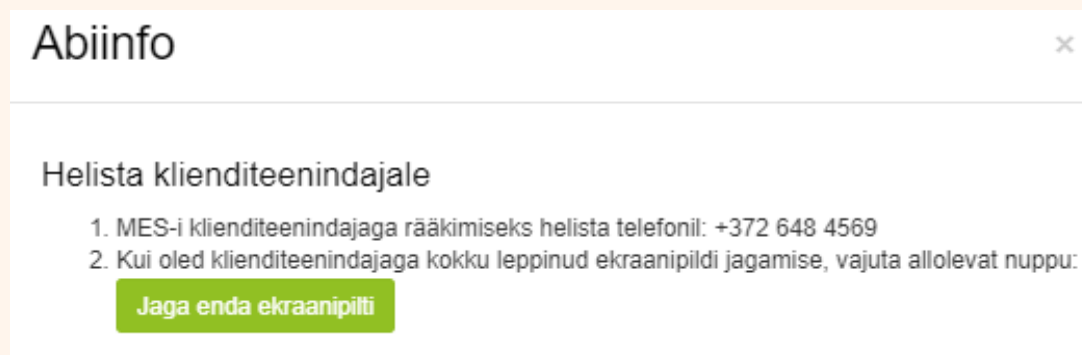 Abiinfo
×
Helista klienditeenindajale
1. MES-i klienditeenindajaga rääkimiseks helista telefonil: +372 648 4569
2. Kui oled klienditeenindajaga kokku leppinud ekraanipildi jagamise, vajuta allolevat nuppu:
Jaga enda ekraanipilti